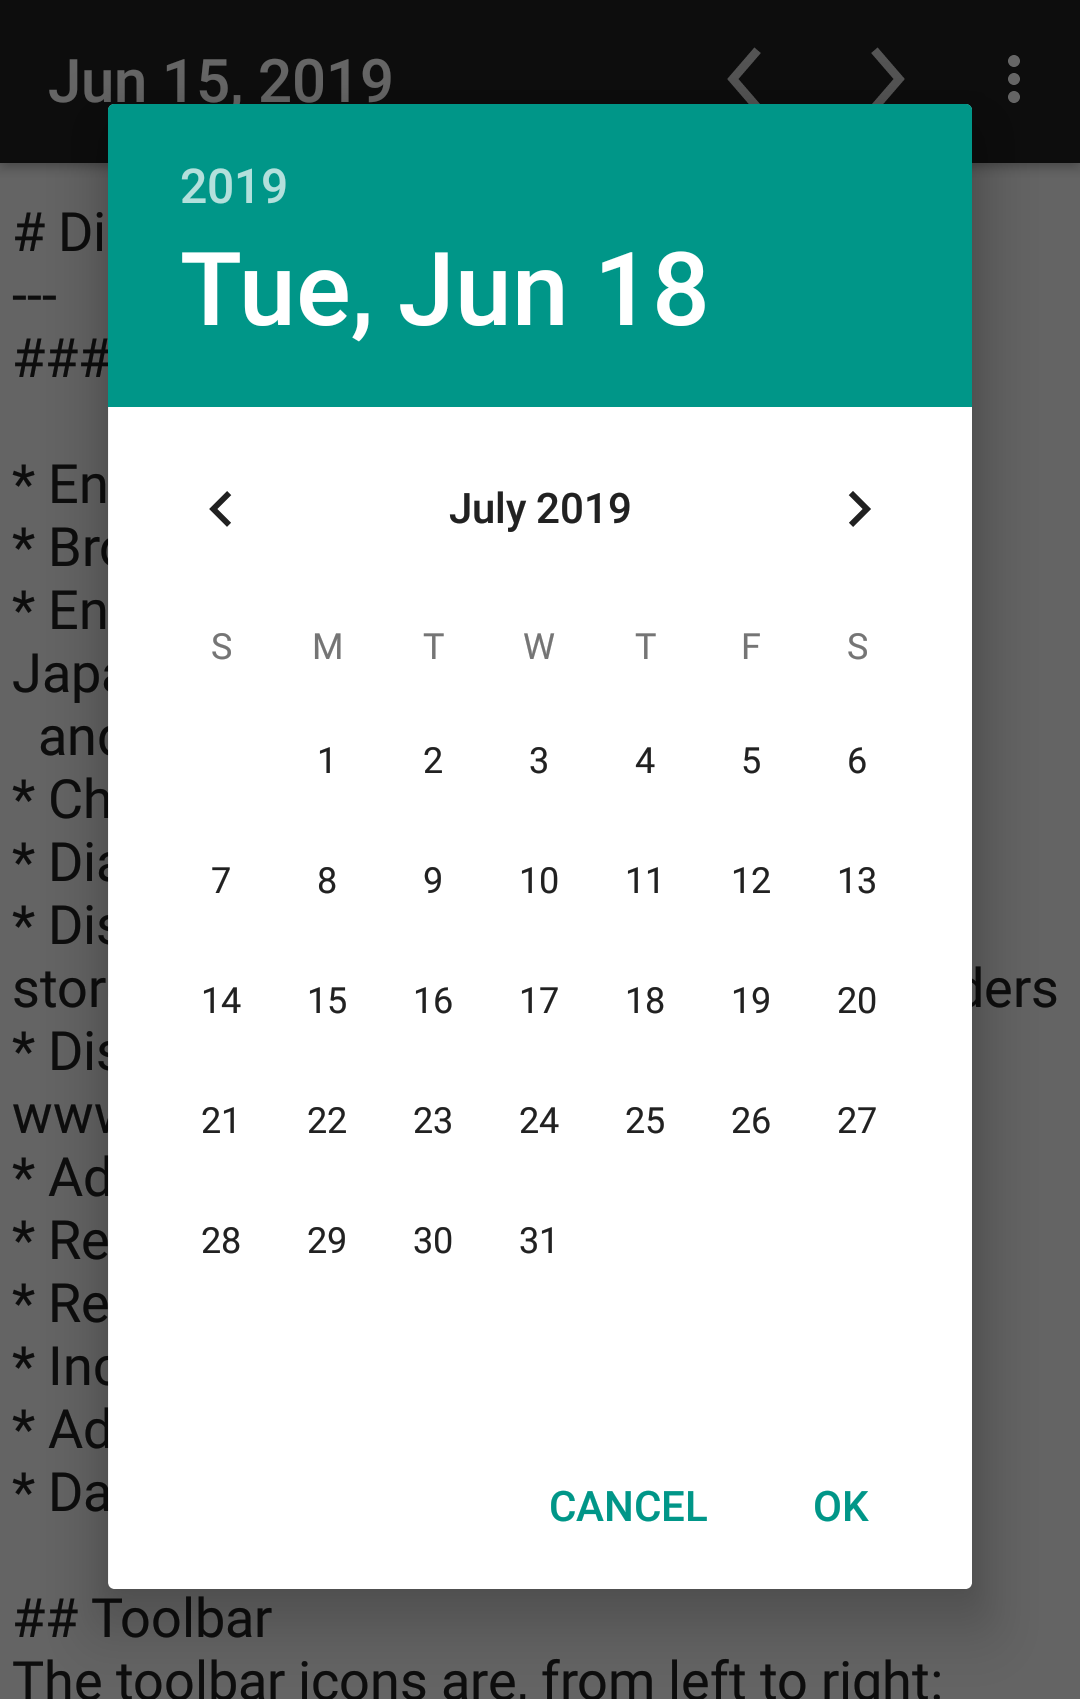 Jun 15, 2019
2019
Tue, Jun 18
July 2019
S M T W T F S
1 2 3 4 5 6
7 8 9 10 11 12 13
14 15 16 17 18 19 20
21 22 23 24 25 26 27
28 29 30 31
CANCEL OK
# Di
---
###
* En
* Bro
* En
Japa
and
* Ch
* Dia
* Dis
stor ders
* Dis
www
* Ad
* Re
* Re
* Inc
* Ad
* Da
## Toolbar
The toolbar icons are, from left to right: